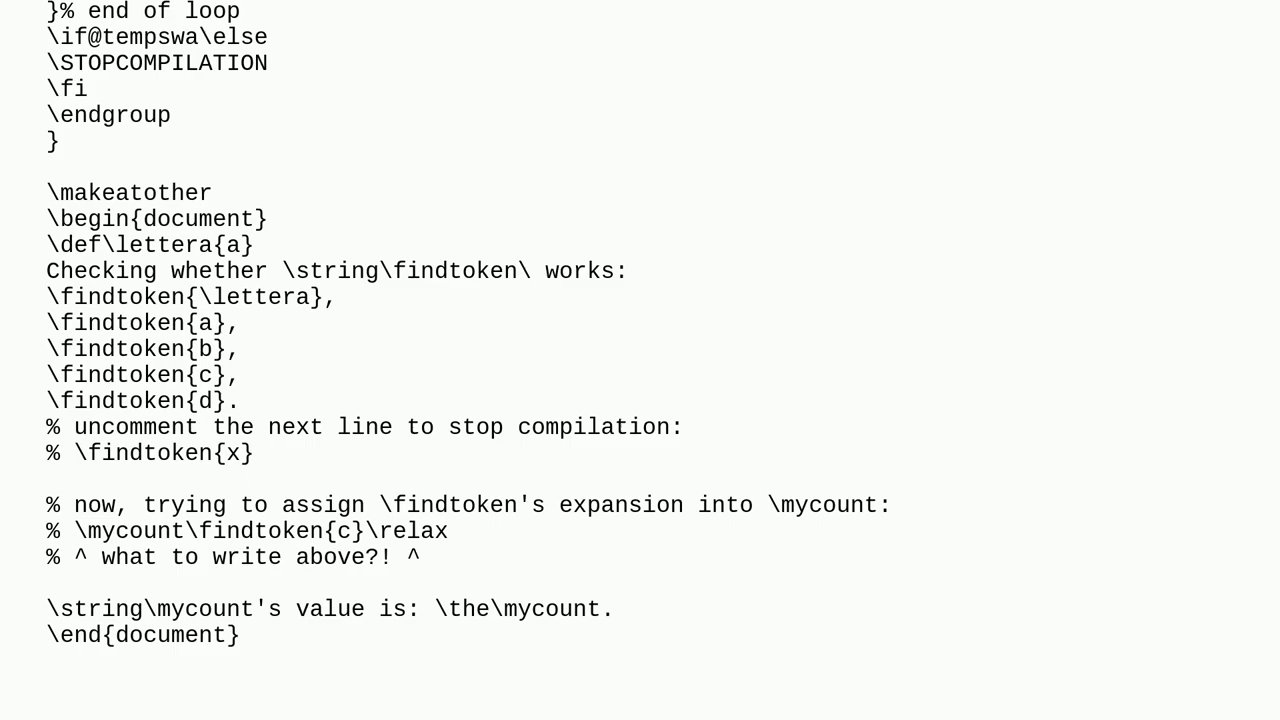 }% end of loop
\if@tempswa\else
\STOPCOMPILATION
\fi
\endgroup
}
\makeatother
\begin{document}
\def\lettera{a}
Checking whether \string\findtoken\ works:
\findtoken{\lettera},
\findtoken{a},
\findtoken{b},
\findtoken{c},
\findtoken{d}.
% uncomment the next line to stop compilation:
% \findtoken{x}
% now, trying to assign \findtoken's expansion into \mycount:
% \mycount\findtoken{c}\relax
% ^ what to write above?! ^
\string\mycount's value is: \the\mycount.
\end{document}